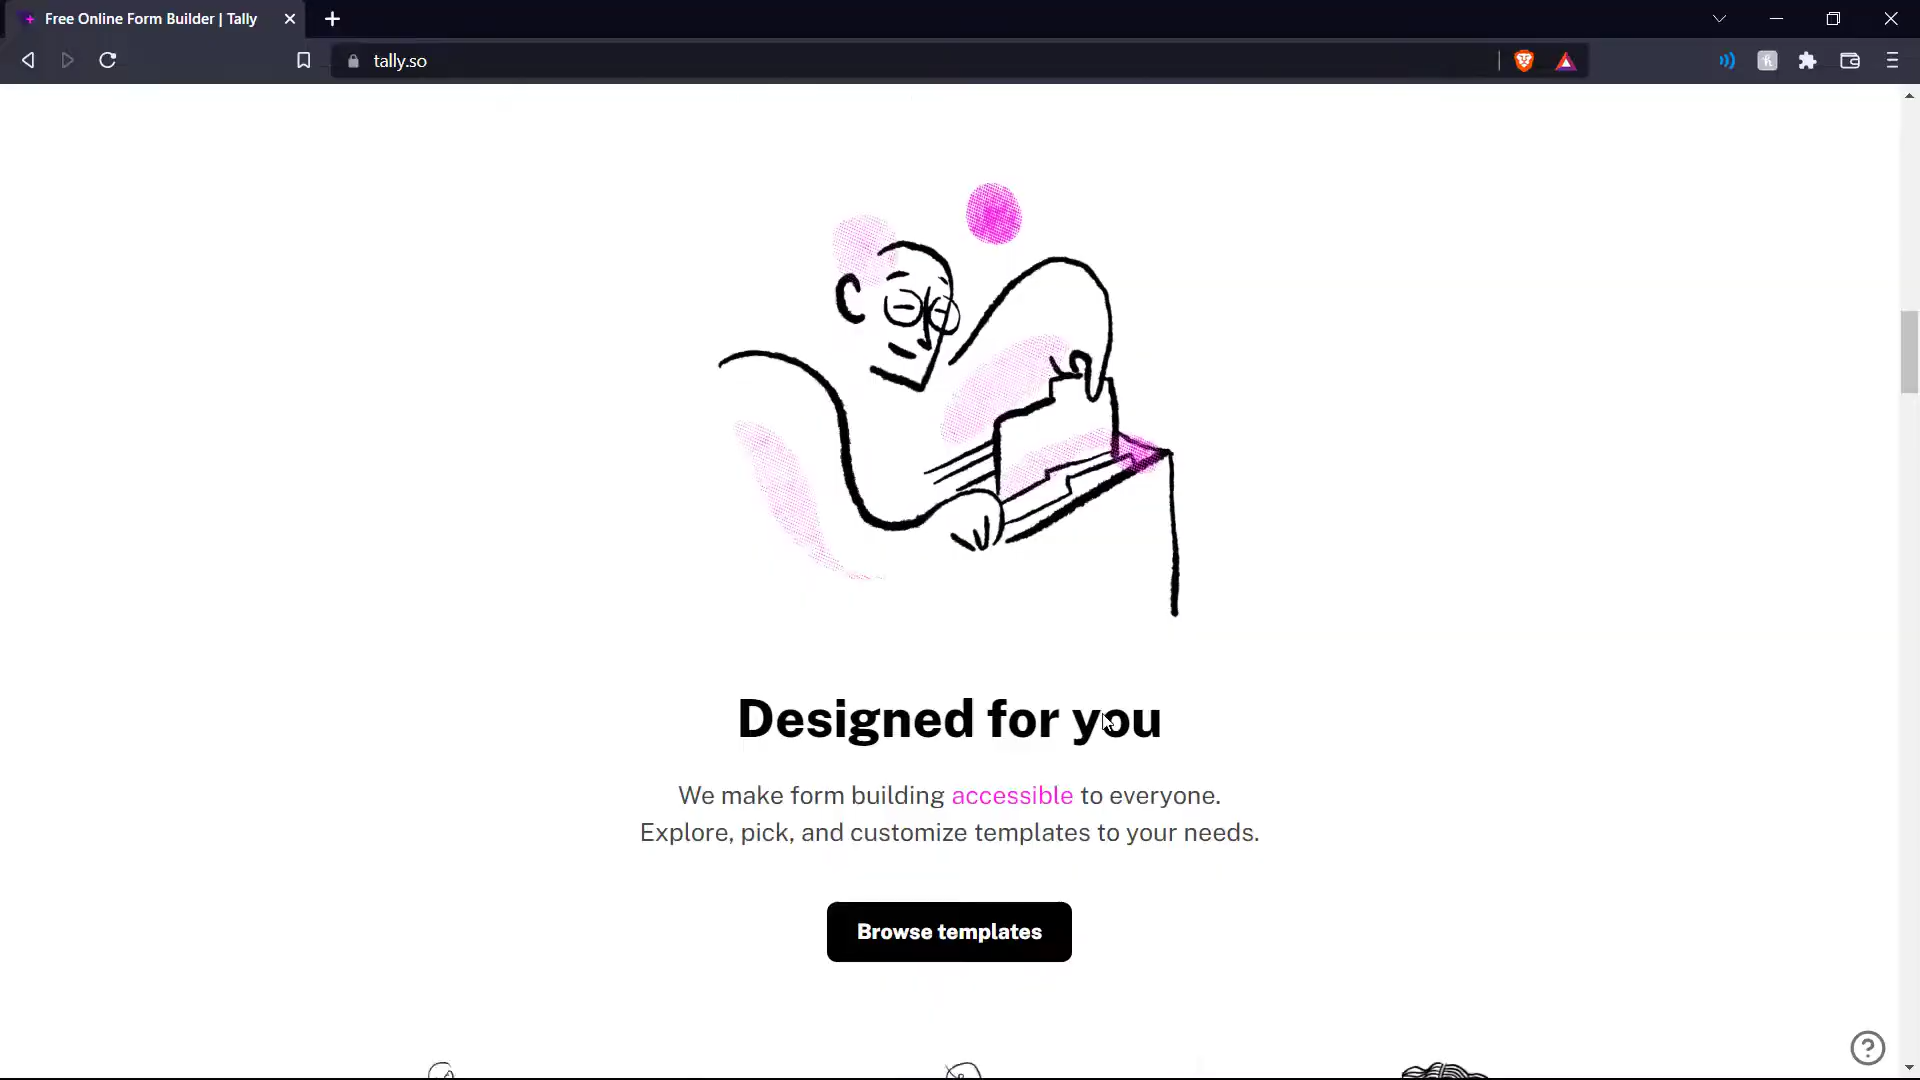 Free Online Form Builder | Tally
tally.so
Designed for you
We make form building accessible to everyone.
Explore, pick, and customize templates to your needs.
Browse templates